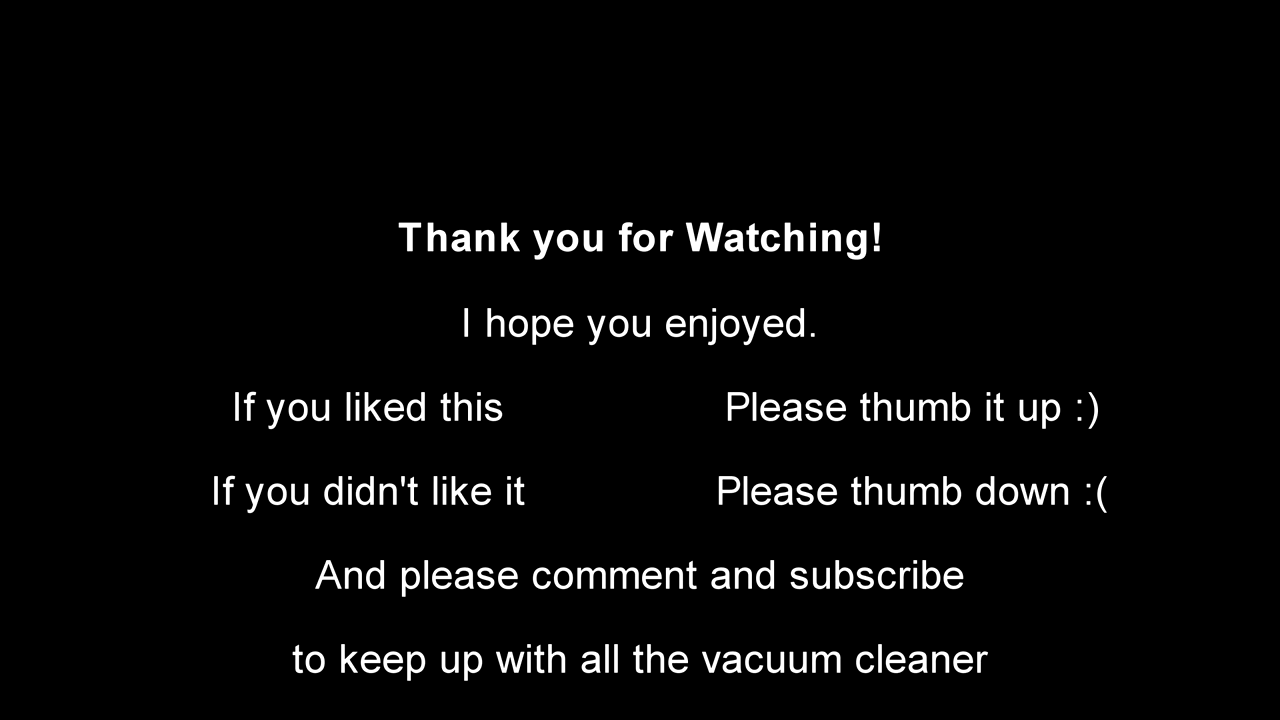 Thank you for Watching!
I hope you enjoyed.
If you liked this Please thumb it up :)
If you didn't like it Please thumb down :(
And please comment and subscribe
to keep up with all the vacuum cleaner